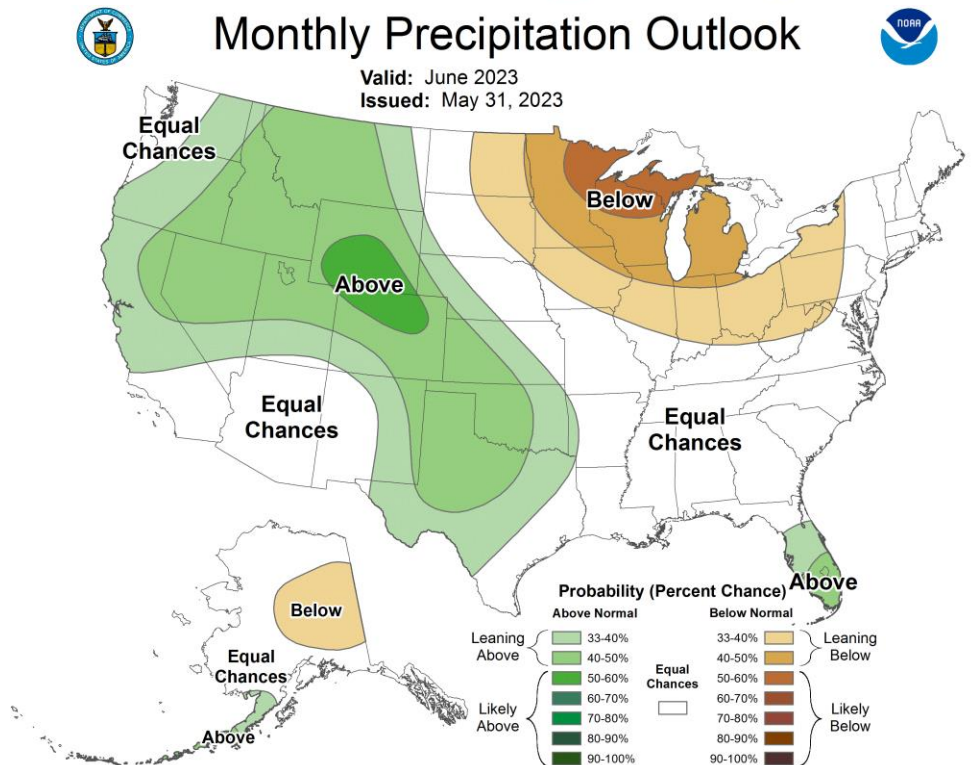 Monthly Precipitation Outlook
Valid: June 2023
Issued: May 31, 2023
NOAA
Equal
Chances
Below
Above
Equal
Chances
Equal
Chances
Above
Below
Equal
Chances
Above
Probability (Percent Chance)
Above Normal
Below Normal
Leaning
Above
33-40%
40-50%
Likely
Above
50-60%
60-70%
70-80%
80-90%
90-100%
Equal
Chances
33-40%
40-50%
Leaning
Below
50-60%
60-70%
70-80%
80-90%
90-100%
Likely
Below